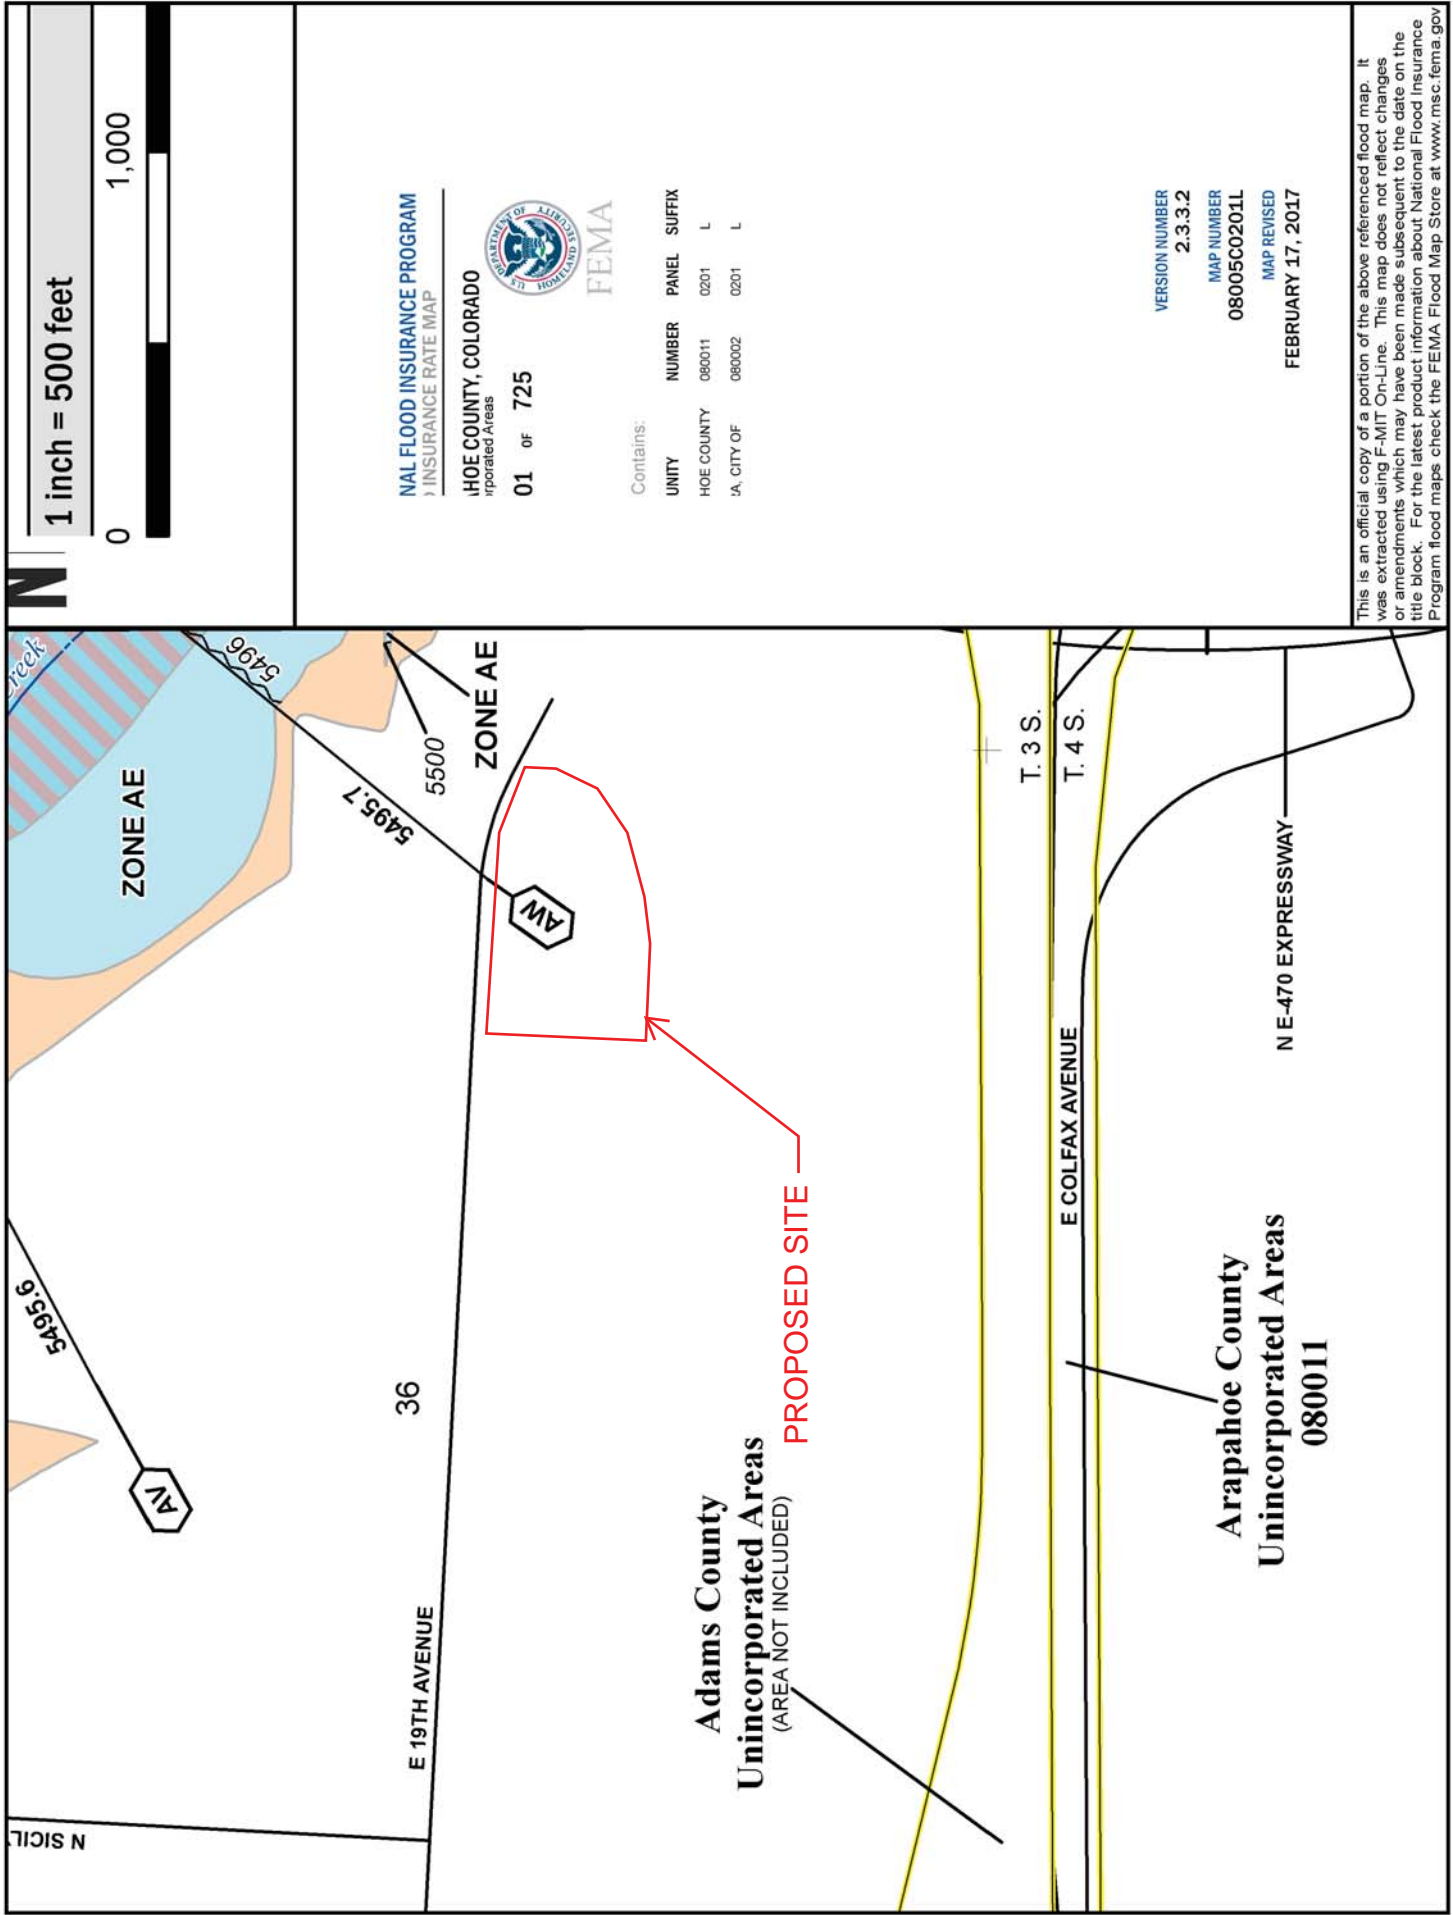 1 inch = 500 feet
0 1,000
N
NAL FLOOD INSURANCE PROGRAM
INSURANCE RATE MAP
HOE COUNTY, COLORADO
rporated Areas
01 OF 725
U.S. DEPARTMENT OF HOMELAND SECURITY
FEMA
Contains:
UNITY NUMBER PANEL SUFFIX
HOE COUNTY 080011 0201 L
A, CITY OF 080002 0201 L
VERSION NUMBER
2.3.3.2
MAP NUMBER
08005C0201L
MAP REVISED
FEBRUARY 17, 2017
This is an official copy of a portion of the above referenced flood map. It
was extracted using F-MIT On-Line. This map does not reflect changes
or amendments which may have been made subsequent to the date on the
title block. For the latest product information about National Flood Insurance
Program flood maps check the FEMA Flood Map Store at www.msc.fema.gov
reek
5496
ZONE AE
5495.7
5500
ZONE AE
AW
5495.6
AV
36
E 19TH AVENUE
N SICIL
PROPOSED SITE
Adams County
Unincorporated Areas
(AREA NOT INCLUDED)
T. 3 S.
T. 4 S.
E COLFAX AVENUE
N E-470 EXPRESSWAY
Arapahoe County
Unincorporated Areas
080011